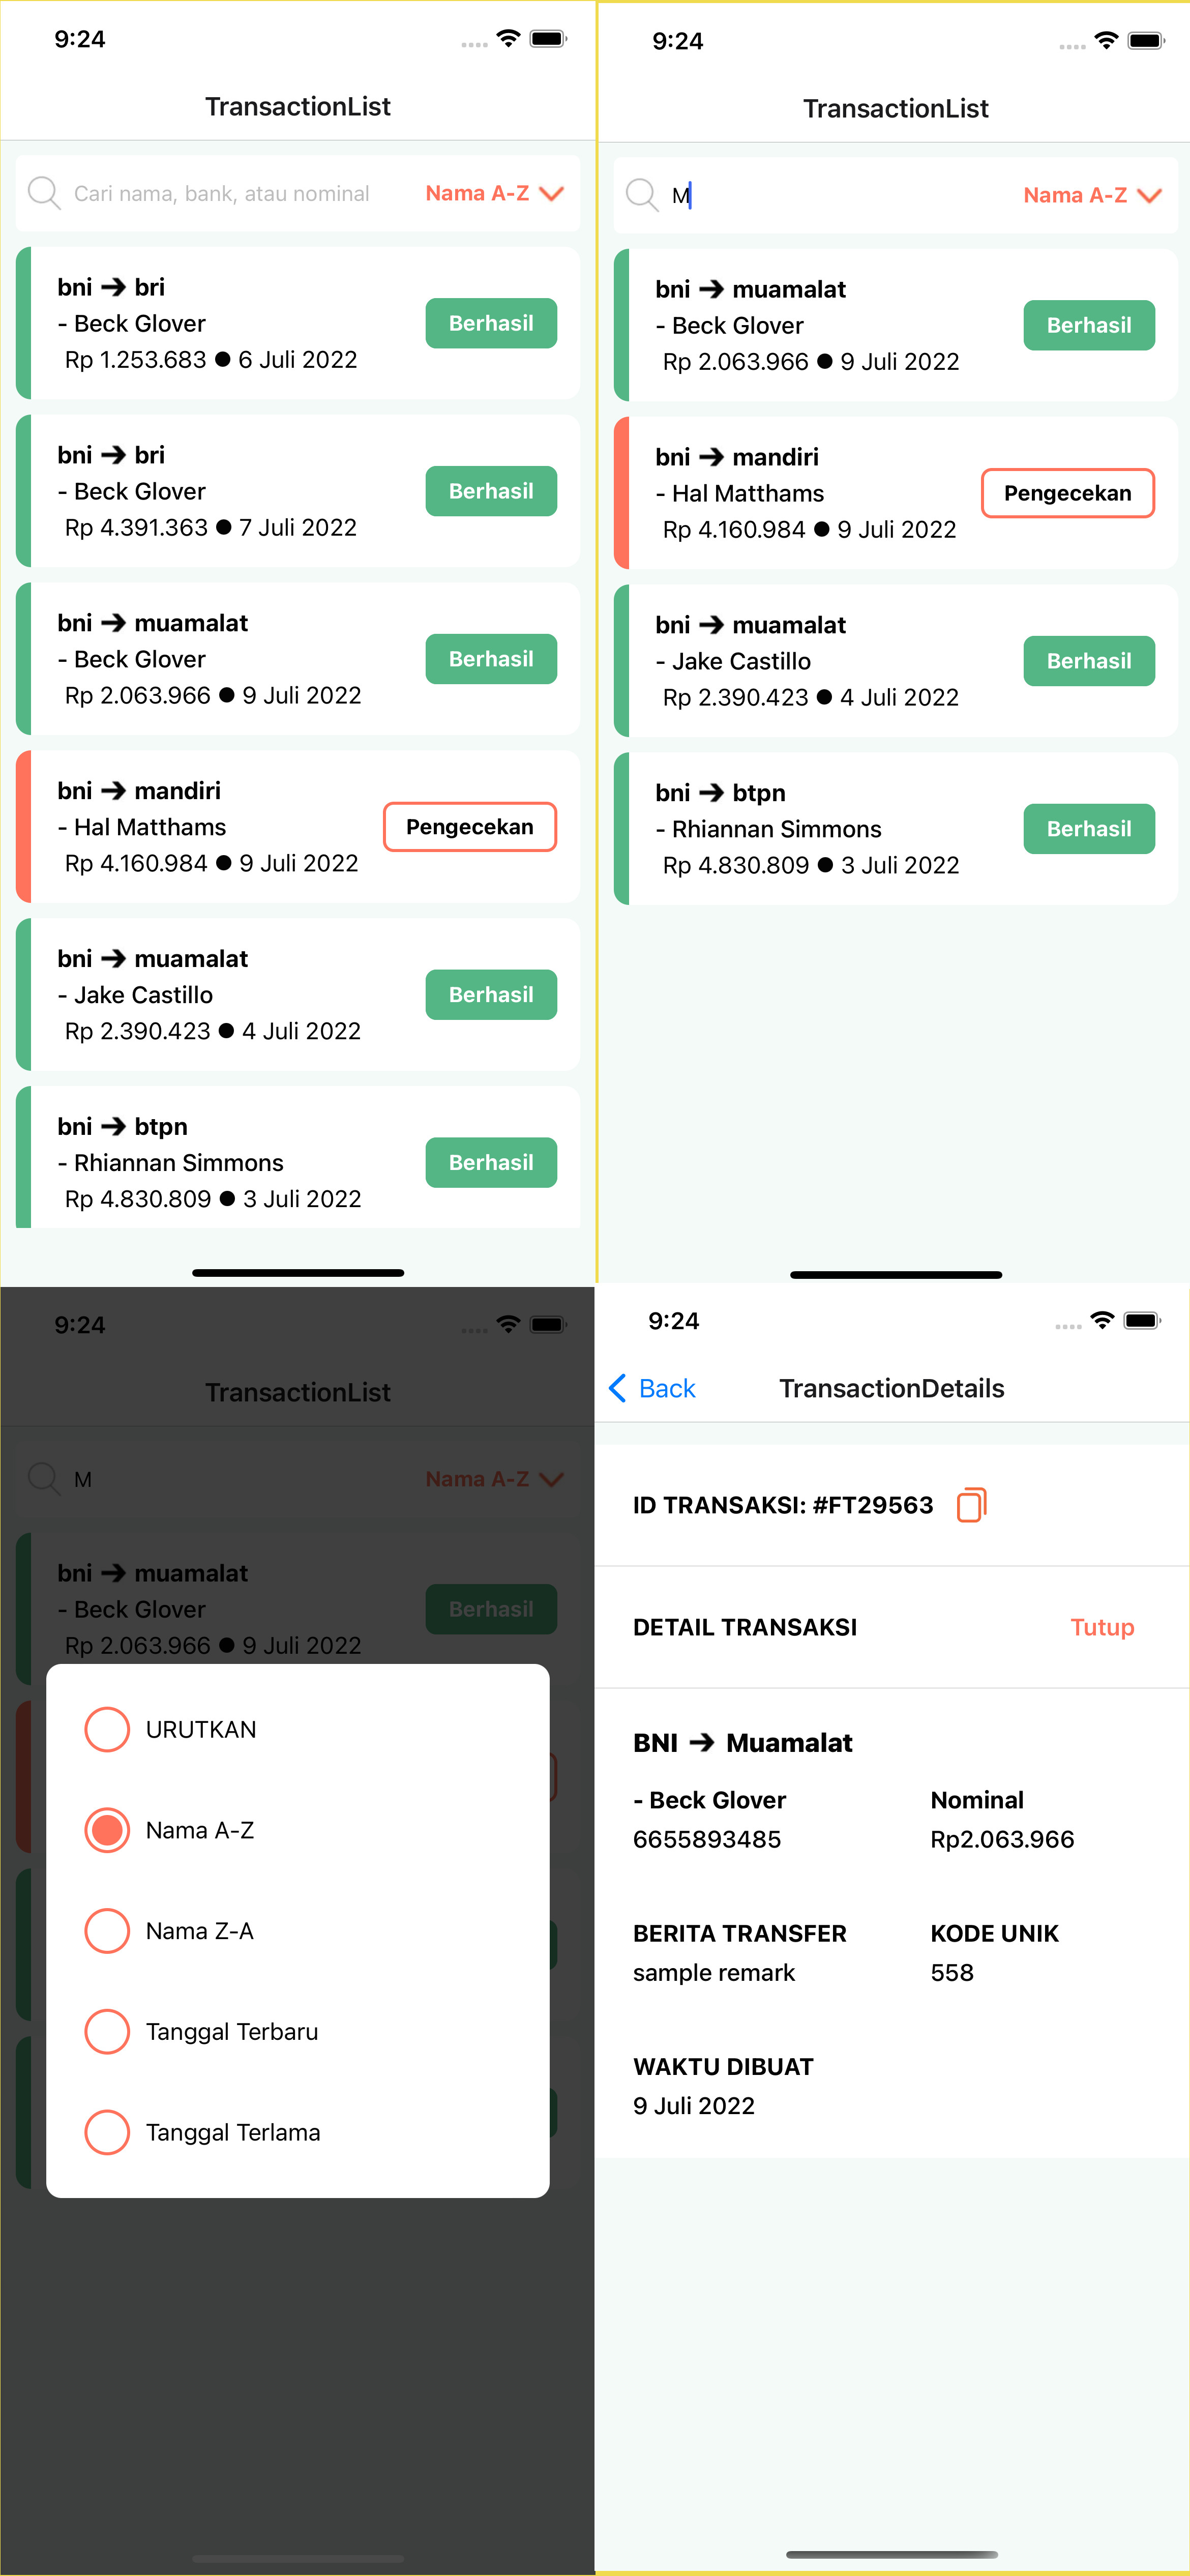 9:24
TransactionList
Cari nama, bank, atau nominal Nama A-Z
bni → bri
- Beck Glover
Berhasil
Rp 1.253.683 ● 6 Juli 2022
bni → bri
- Beck Glover
Berhasil
Rp 4.391.363 ● 7 Juli 2022
bni → muamalat
- Beck Glover
Berhasil
Rp 2.063.966 ● 9 Juli 2022
bni → mandiri
- Hal Matthams
Pengecekan
Rp 4.160.984 ● 9 Juli 2022
bni → muamalat
- Jake Castillo
Berhasil
Rp 2.390.423 ● 4 Juli 2022
bni → btpn
- Rhiannan Simmons
Berhasil
Rp 4.830.809 ● 3 Juli 2022
9:24
TransactionList
M Nama A-Z
bni → muamalat
- Beck Glover
Berhasil
Rp 2.063.966 ● 9 Juli 2022
bni → mandiri
- Hal Matthams
Pengecekan
Rp 4.160.984 ● 9 Juli 2022
bni → muamalat
- Jake Castillo
Berhasil
Rp 2.390.423 ● 4 Juli 2022
bni → btpn
- Rhiannan Simmons
Berhasil
Rp 4.830.809 ● 3 Juli 2022
9:24
TransactionList
M Nama A-Z
bni → muamalat
- Beck Glover
Berhasil
Rp 2.063.966 ● 9 Juli 2022
URUTKAN
Nama A-Z
Nama Z-A
Tanggal Terbaru
Tanggal Terlama
9:24
Back TransactionDetails
ID TRANSAKSI: #FT29563
DETAIL TRANSAKSI Tutup
BNI → Muamalat
- Beck Glover Nominal
6655893485 Rp2.063.966
BERITA TRANSFER KODE UNIK
sample remark 558
WAKTU DIBUAT
9 Juli 2022